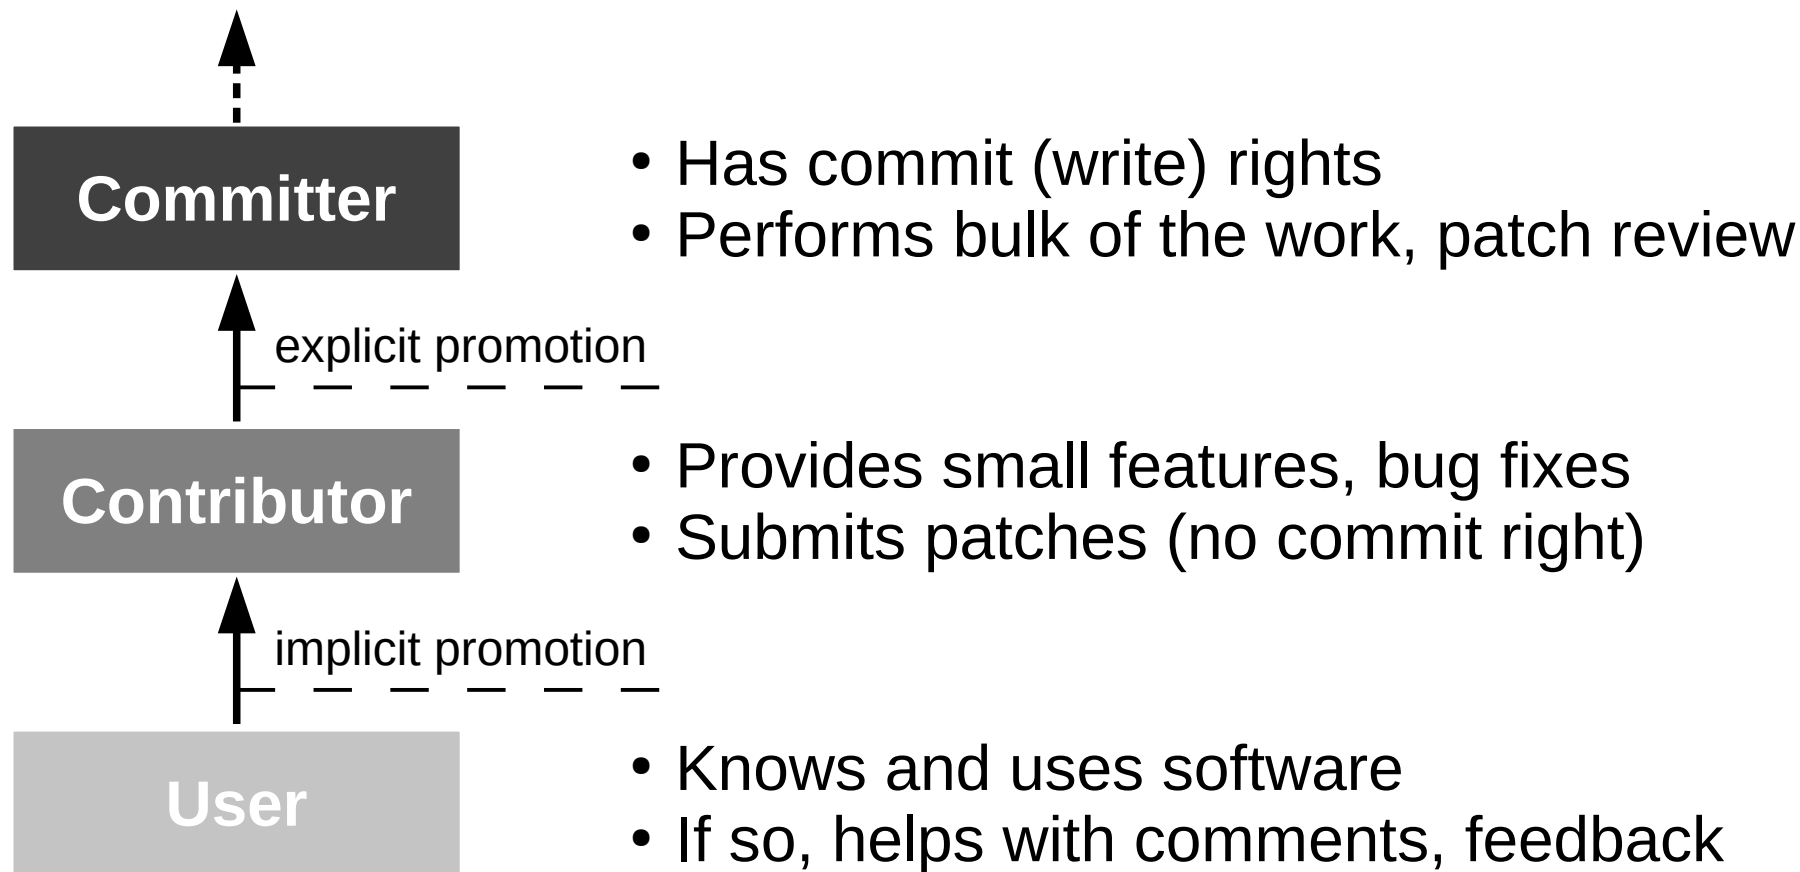 Committer
• Has commit (write) rights
• Performs bulk of the work, patch review
explicit promotion
Contributor
• Provides small features, bug fixes
• Submits patches (no commit right)
implicit promotion
User
• Knows and uses software
• If so, helps with comments, feedback